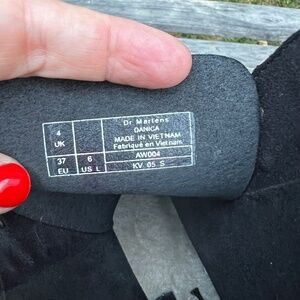 Dr Martens
DANICA
MADE IN VIETNAM
Fabriqué en Vietnam
4
UK
37
EU
6
US L
AW004
KV 05 S